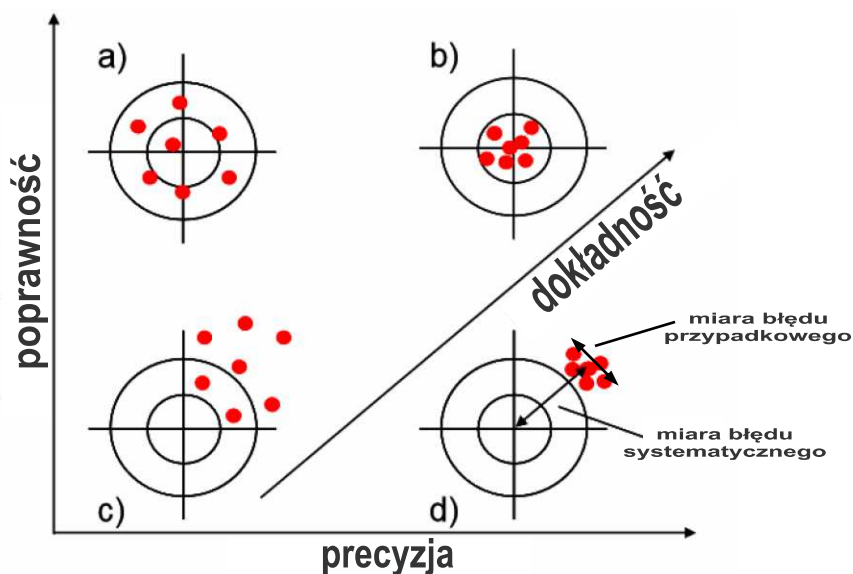 a)
b)
poprawność
dokładność
miara błędu
przypadkowego
miara błędu
systematycznego
c)
d)
precyzja